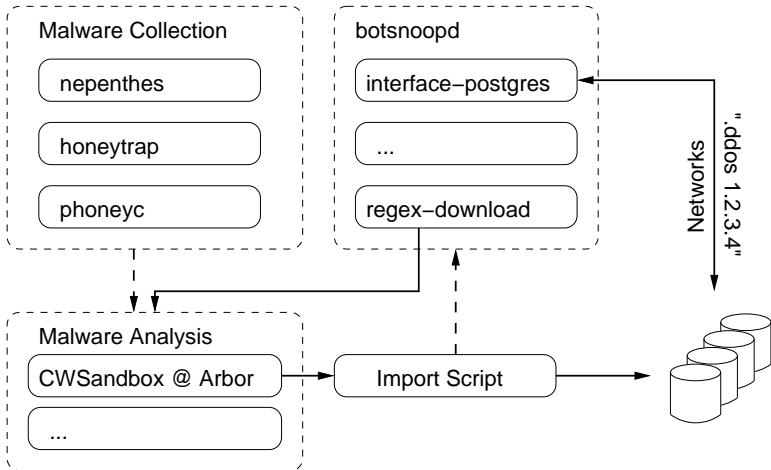 Malware Collection
nepenthes
honeytrap
phoneyc
botsnoopd
interface−postgres
...
regex−download
Networks
".ddos 1.2.3.4"
Malware Analysis
CWSandbox @ Arbor
...
Import Script